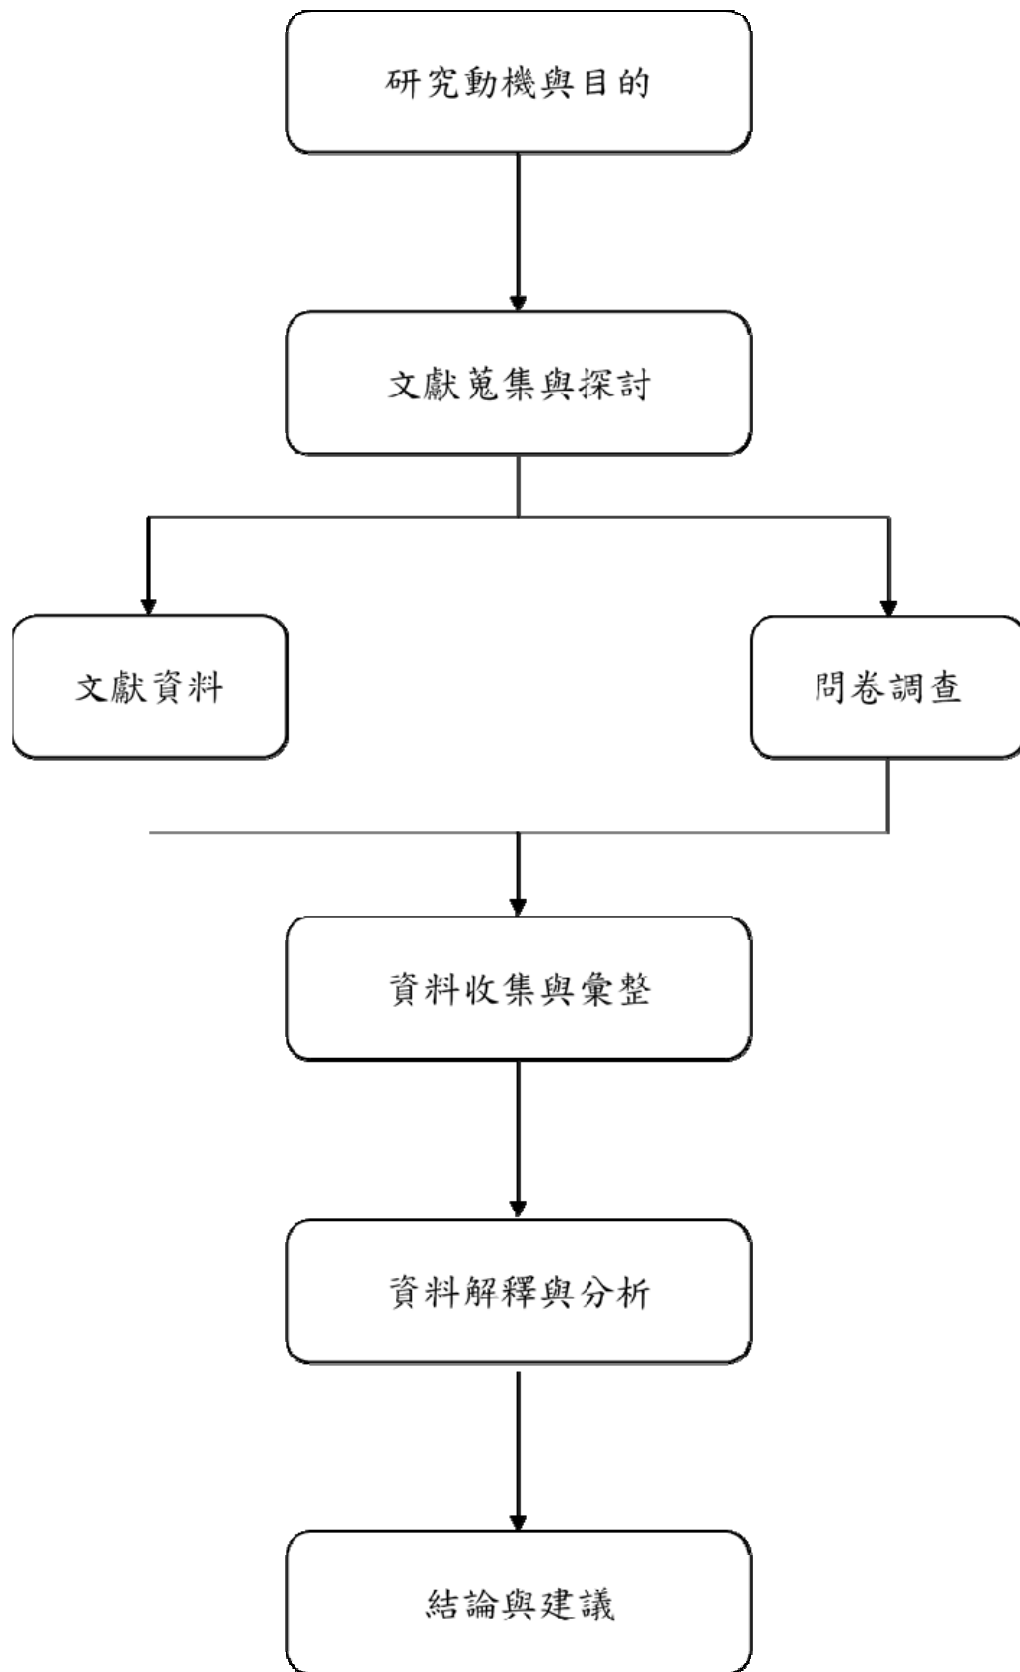 研究動機與目的
文獻蒐集與探討
文獻資料
問卷調查
資料收集與彙整
資料解釋與分析
結論與建議